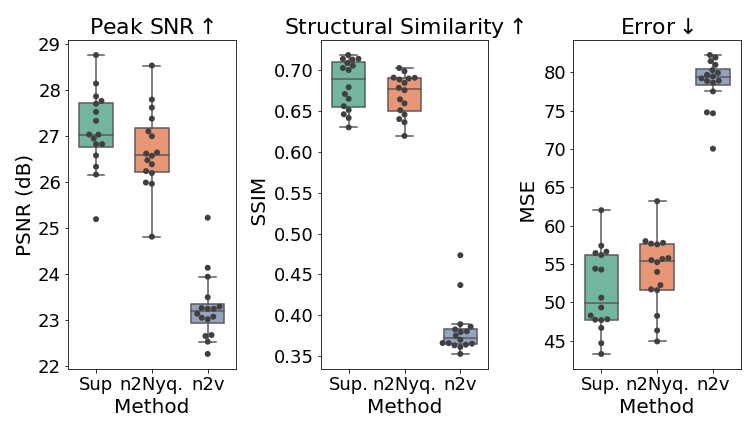 Peak SNR ↑
PSNR (dB)
29
28
27
26
25
24
23
22
Sup n2Nyq. n2v
Method
Structural Similarity ↑
SSIM
0.70
0.65
0.60
0.55
0.50
0.45
0.40
0.35
Sup. n2Nyq. n2v
Method
Error ↓
MSE
80
75
70
65
60
55
50
45
Sup. n2Nyq. n2v
Method